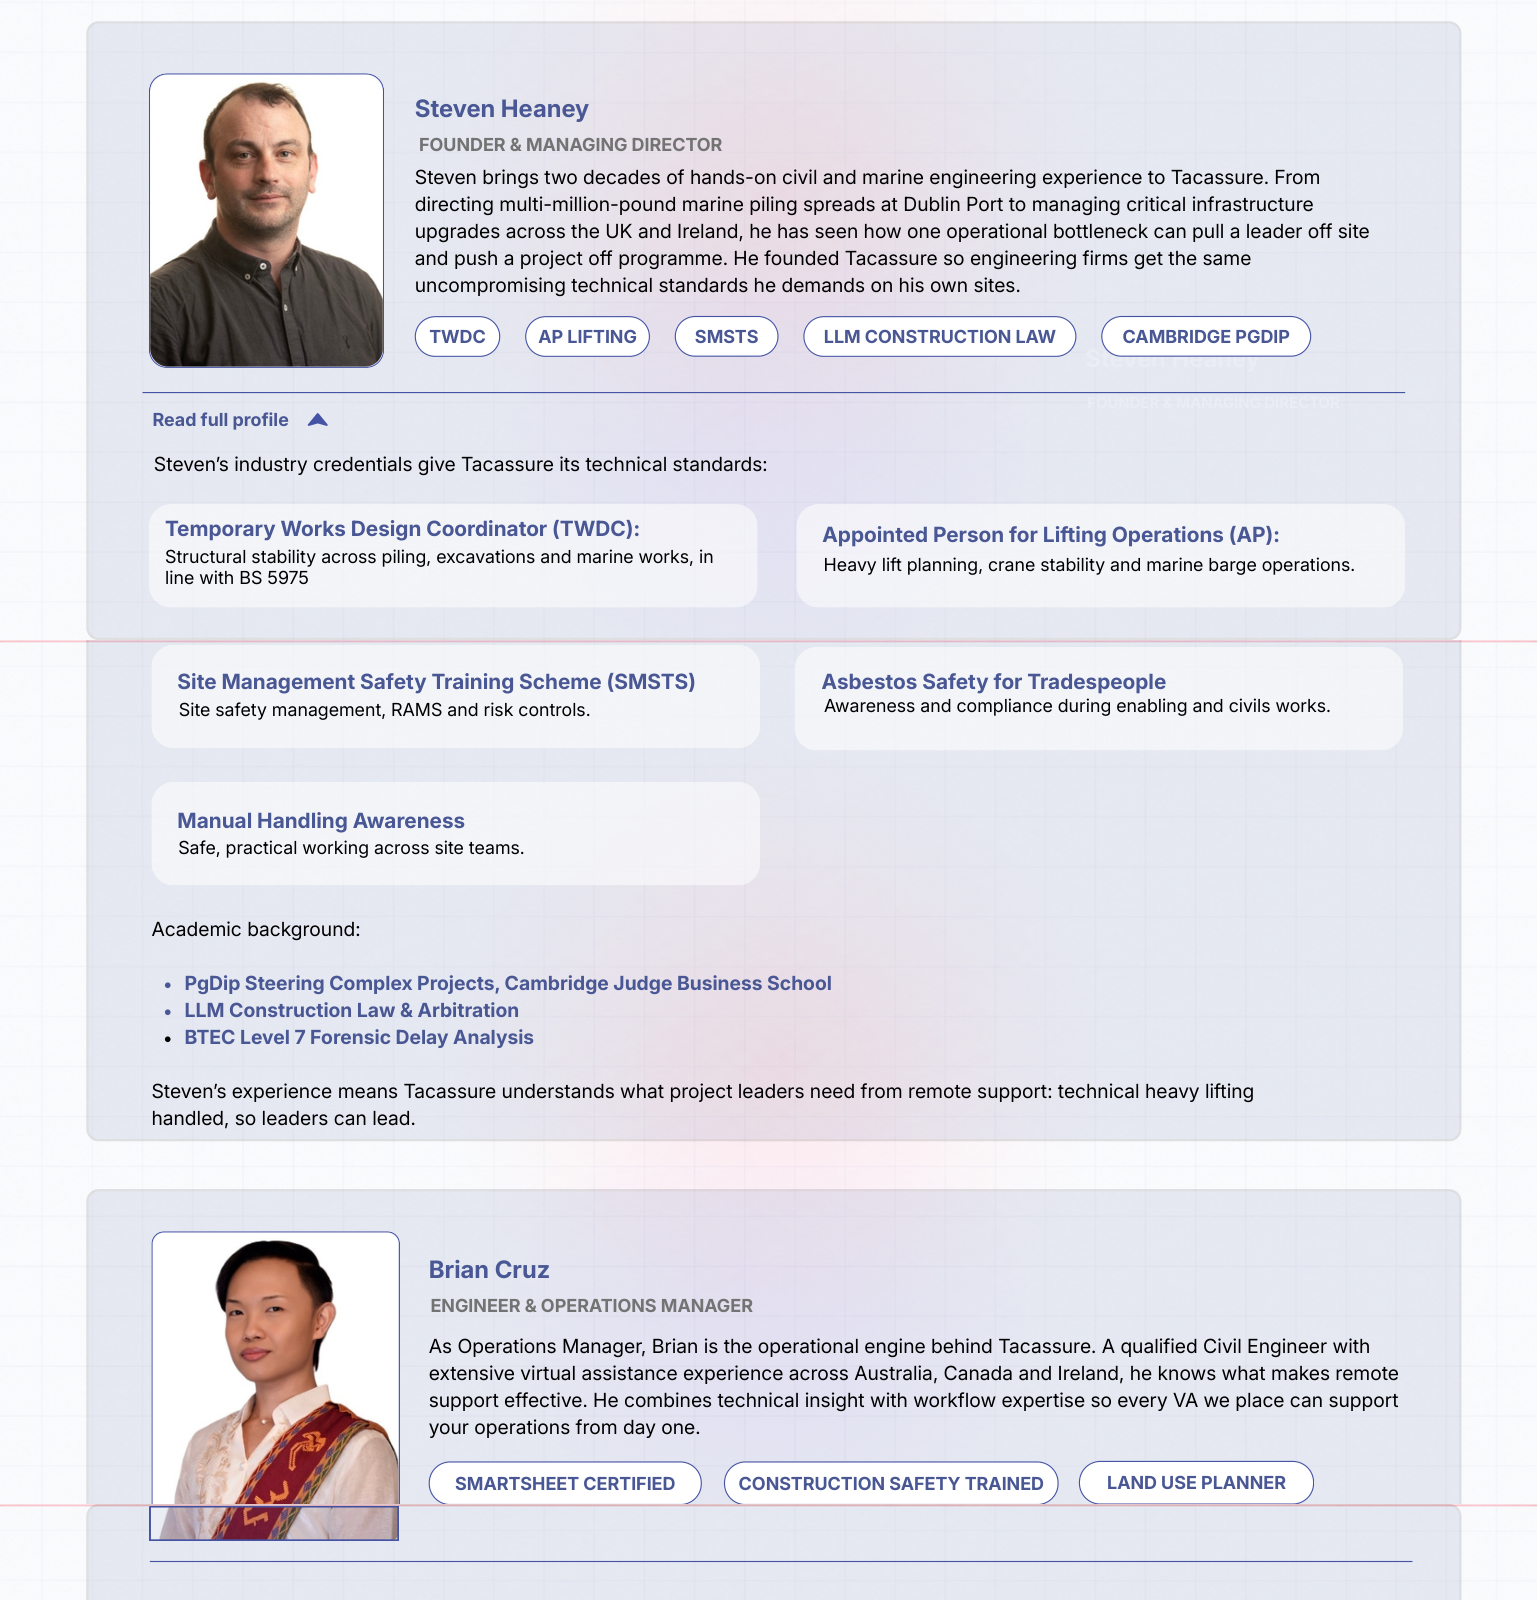 Steven Heaney
FOUNDER & MANAGING DIRECTOR
Steven brings two decades of hands-on civil and marine engineering experience to Tacassure. From
directing multi-million-pound marine piling spreads at Dublin Port to managing critical infrastructure
upgrades across the UK and Ireland, he has seen how one operational bottleneck can pull a leader off site
and push a project off programme. He founded Tacassure so engineering firms get the same
uncompromising technical standards he demands on his own sites.
TWDC AP LIFTING SMSTS LLM CONSTRUCTION LAW CAMBRIDGE PGDIP
Steven Heaney
FOUNDER & MANAGING DIRECTOR
Read full profile
Steven’s industry credentials give Tacassure its technical standards:
Temporary Works Design Coordinator (TWDC):
Structural stability across piling, excavations and marine works, in
line with BS 5975
Appointed Person for Lifting Operations (AP):
Heavy lift planning, crane stability and marine barge operations.
Site Management Safety Training Scheme (SMSTS)
Site safety management, RAMS and risk controls.
Asbestos Safety for Tradespeople
Awareness and compliance during enabling and civils works.
Manual Handling Awareness
Safe, practical working across site teams.
Academic background:
• PgDip Steering Complex Projects, Cambridge Judge Business School
• LLM Construction Law & Arbitration
• BTEC Level 7 Forensic Delay Analysis
Steven’s experience means Tacassure understands what project leaders need from remote support: technical heavy lifting
handled, so leaders can lead.
Brian Cruz
ENGINEER & OPERATIONS MANAGER
As Operations Manager, Brian is the operational engine behind Tacassure. A qualified Civil Engineer with
extensive virtual assistance experience across Australia, Canada and Ireland, he knows what makes remote
support effective. He combines technical insight with workflow expertise so every VA we place can support
your operations from day one.
SMARTSHEET CERTIFIED CONSTRUCTION SAFETY TRAINED LAND USE PLANNER